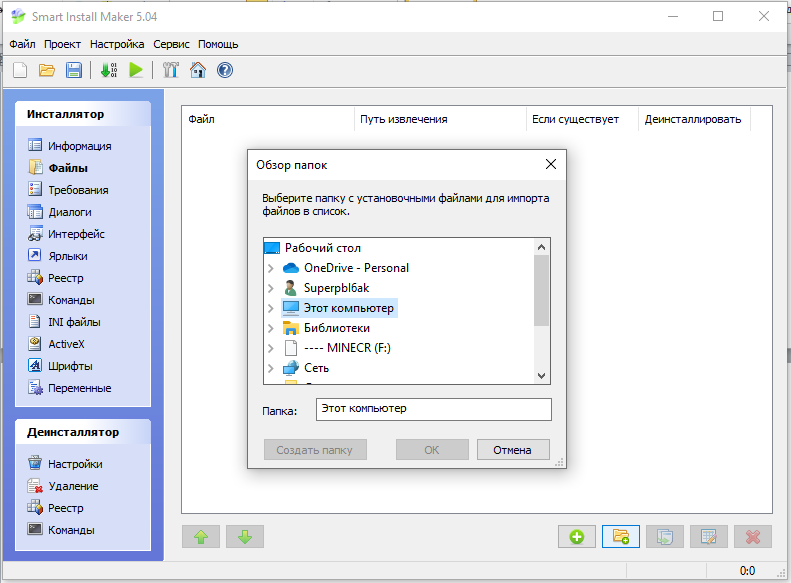 Smart Install Maker 5.04
Файл Проект Настройка Сервис Помощь
Инсталлятор
Информация
Файлы
Требования
Диалоги
Интерфейс
Ярлыки
Реестр
Команды
INI файлы
ActiveX
Шрифты
Переменные
Деинсталлятор
Настройки
Удаление
Реестр
Команды
Файл Путь извлечения Если существует Деинсталлировать
Обзор папок
Выберите папку с установочными файлами для импорта
файлов в список.
Рабочий стол
OneDrive - Personal
Superpbl6ak
Этот компьютер
Библиотеки
---- MINECR (F:)
Сеть
Папка: Этот компьютер
Создать папку ОК Отмена
0:0